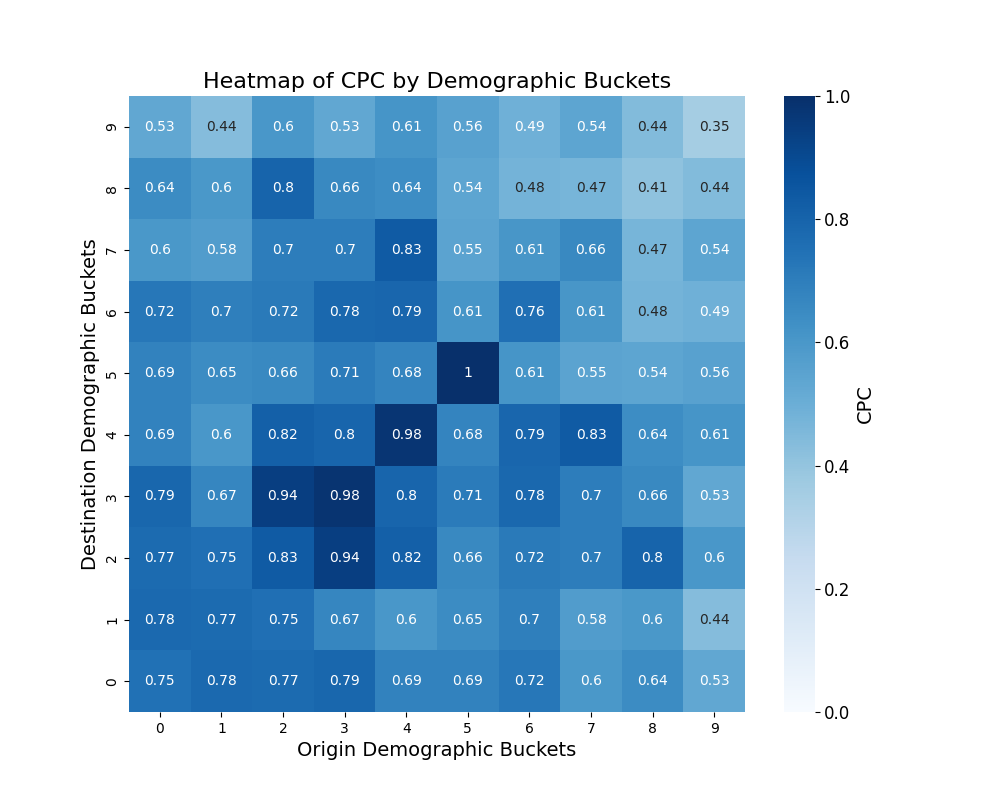 Heatmap of CPC by Demographic Buckets
9 0.53 0.44 0.6 0.53 0.61 0.56 0.49 0.54 0.44 0.35
8 0.64 0.6 0.8 0.66 0.64 0.54 0.48 0.47 0.41 0.44
7 0.6 0.58 0.7 0.7 0.83 0.55 0.61 0.66 0.47 0.54
6 0.72 0.7 0.72 0.78 0.79 0.61 0.76 0.61 0.48 0.49
5 0.69 0.65 0.66 0.71 0.68 1 0.61 0.55 0.54 0.56
4 0.69 0.6 0.82 0.8 0.98 0.68 0.79 0.83 0.64 0.61
3 0.79 0.67 0.94 0.98 0.8 0.71 0.78 0.7 0.66 0.53
2 0.77 0.75 0.83 0.94 0.82 0.66 0.72 0.7 0.8 0.6
1 0.78 0.77 0.75 0.67 0.6 0.65 0.7 0.58 0.6 0.44
0 0.75 0.78 0.77 0.79 0.69 0.69 0.72 0.6 0.64 0.53
0 1 2 3 4 5 6 7 8 9
Origin Demographic Buckets
Destination Demographic Buckets
1.0
0.8
0.6
0.4
0.2
0.0
CPC